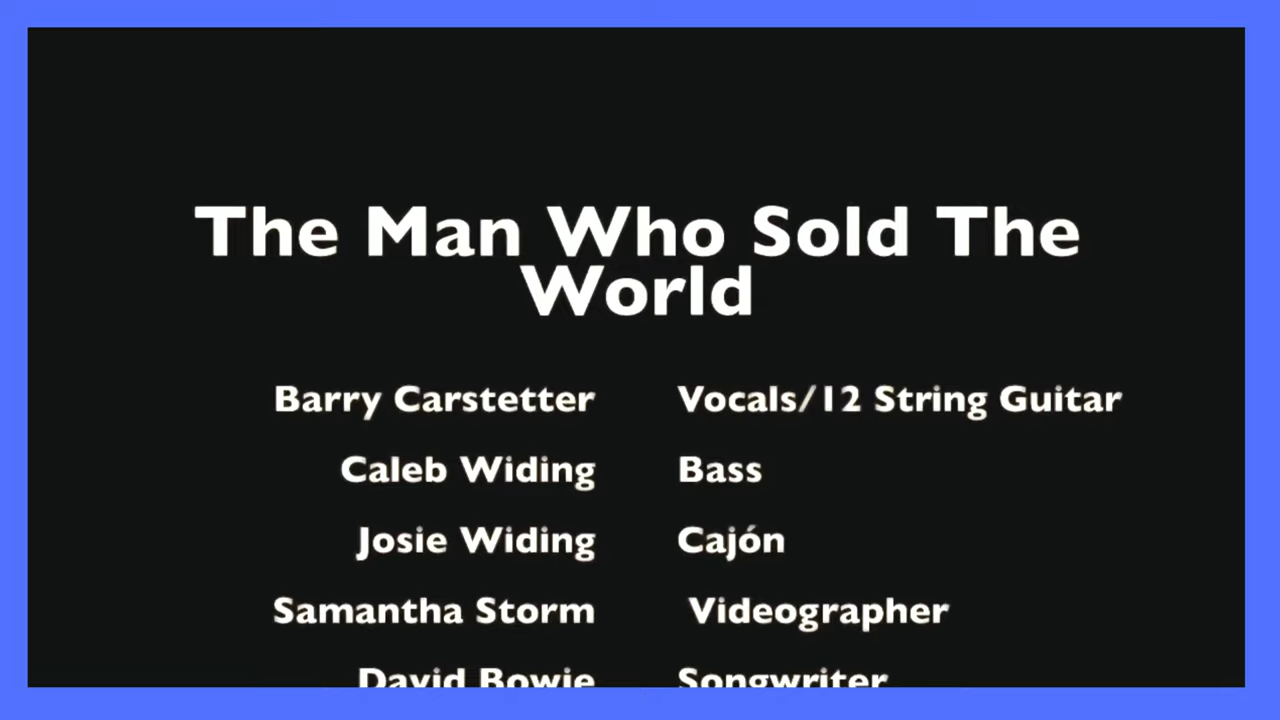 The Man Who Sold The
World
Barry Carstetter Vocals/12 String Guitar
Caleb Widing Bass
Josie Widing Cajón
Samantha Storm Videographer
David Bowie Songwriter